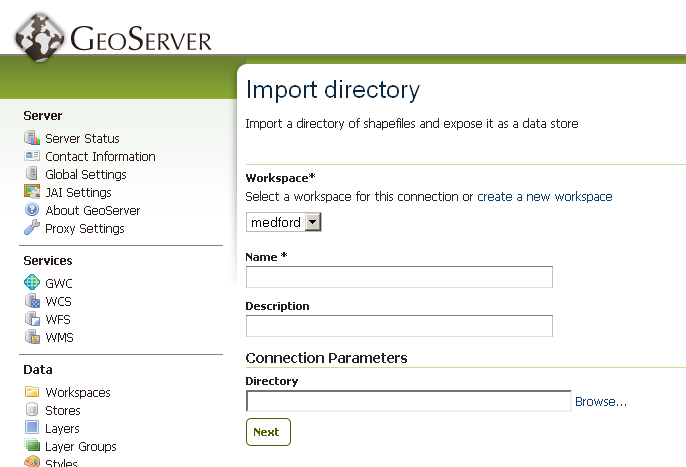 GEOSERVER
Server
Server Status
Contact Information
Global Settings
JAI Settings
About GeoServer
Proxy Settings
Services
GWC
WCS
WFS
WMS
Data
Workspaces
Stores
Layers
Layer Groups
Styles
Import directory
Import a directory of shapefiles and expose it as a data store
Workspace*
Select a workspace for this connection or create a new workspace
medford
Name *
Description
Connection Parameters
Directory
Browse...
Next